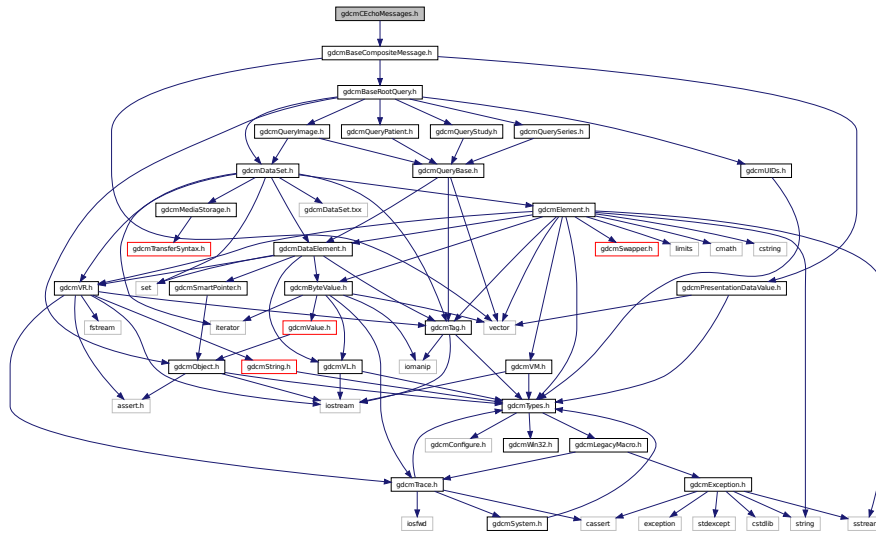 gdcmCEchoMessages.h
gdcmBaseCompositeMessage.h
gdcmBaseRootQuery.h
gdcmQueryImage.h
gdcmQueryPatient.h
gdcmQueryStudy.h
gdcmQuerySeries.h
gdcmDataSet.h
gdcmQueryBase.h
gdcmUIDs.h
gdcmMediaStorage.h
gdcmDataSet.txx
gdcmElement.h
gdcmTransferSyntax.h
gdcmDataElement.h
gdcmSwapper.h
limits
cmath
cstring
gdcmVR.h
set
gdcmSmartPointer.h
gdcmByteValue.h
gdcmPresentationDataValue.h
fstream
iterator
gdcmValue.h
gdcmTag.h
vector
gdcmObject.h
gdcmString.h
gdcmVL.h
iomanip
gdcmVM.h
assert.h
iostream
gdcmTypes.h
gdcmConfigure.h
gdcmWin32.h
gdcmLegacyMacro.h
gdcmTrace.h
gdcmException.h
iosfwd
gdcmSystem.h
cassert
exception
stdexcept
cstdlib
string
sstream